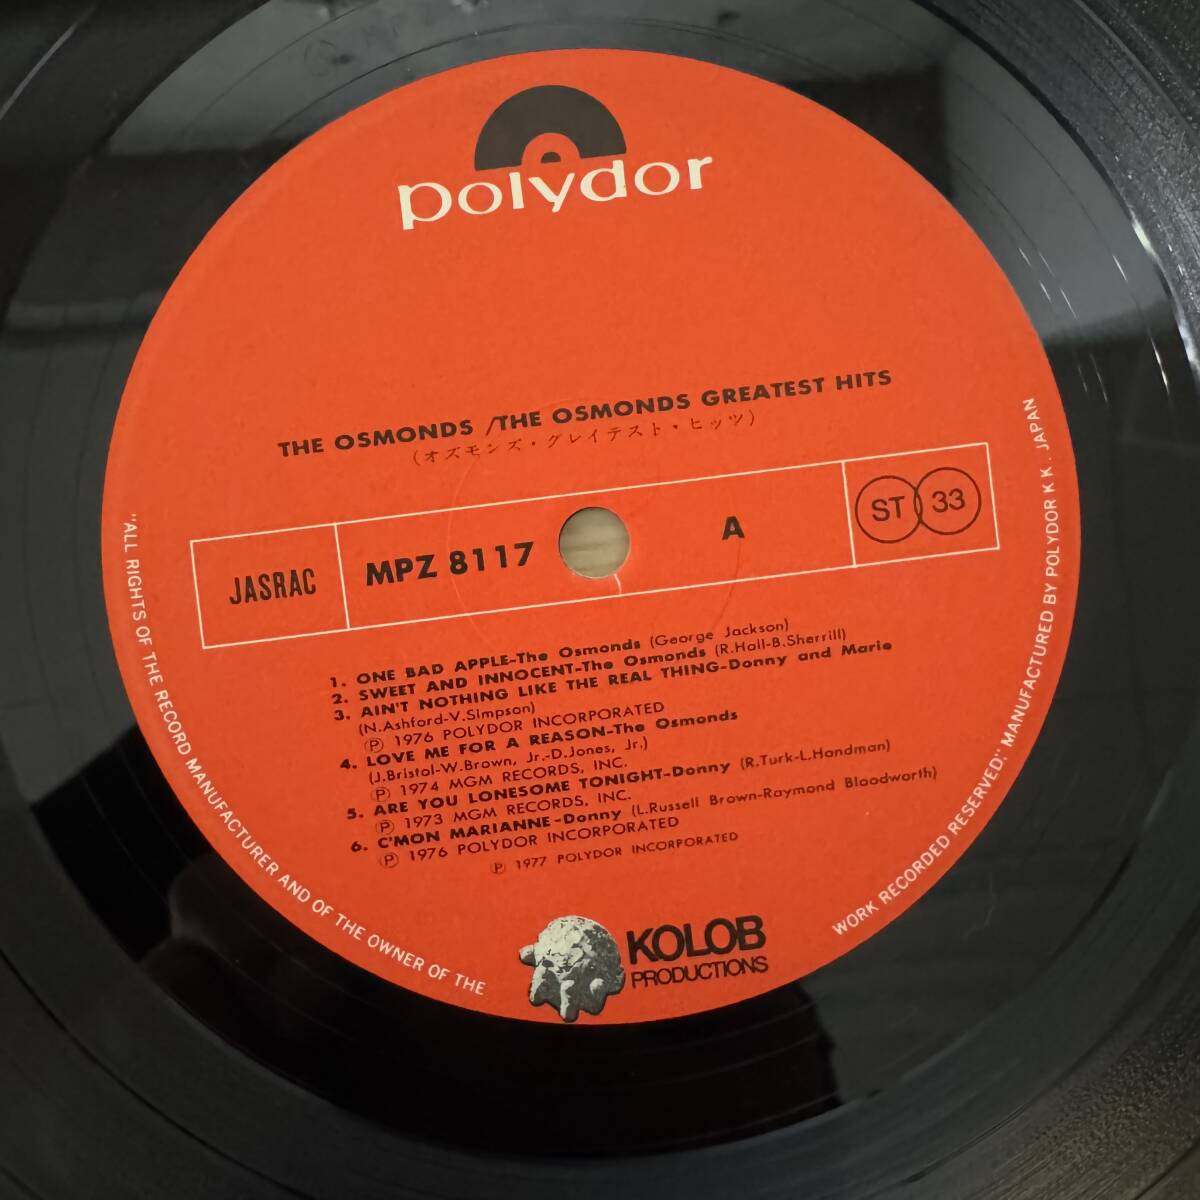 polydor
THE OSMONDS /THE OSMONDS GREATEST HITS
(オズモンズ・グレイテスト・ヒッツ)
JASRAC
MPZ 8117
A
ST 33
1. ONE BAD APPLE-The Osmonds (George Jackson)
2. SWEET AND INNOCENT-The Osmonds (R.Hall-B.Sherrill)
3. AIN'T NOTHING LIKE THE REAL THING-Donny and Marie
(N.Ashford-V.Simpson)
Ⓟ 1976 POLYDOR INCORPORATED
4. LOVE ME FOR A REASON-The Osmonds
(J.Bristol-W.Brown, Jr.-D.Jones, Jr.)
Ⓟ 1974 MGM RECORDS, INC.
5. ARE YOU LONESOME TONIGHT-Donny (R.Turk-L.Handman)
Ⓟ 1973 MGM RECORDS, INC.
6. C'MON MARIANNE-Donny (L.Russell Brown-Raymond Bloodworth)
Ⓟ 1976 POLYDOR INCORPORATED
Ⓟ 1977 POLYDOR INCORPORATED
KOLOB
PRODUCTIONS
"ALL RIGHTS OF THE RECORD MANUFACTURER AND OF THE OWNER OF THE WORK RECORDED RESERVED." MANUFACTURED BY POLYDOR K K. JAPAN